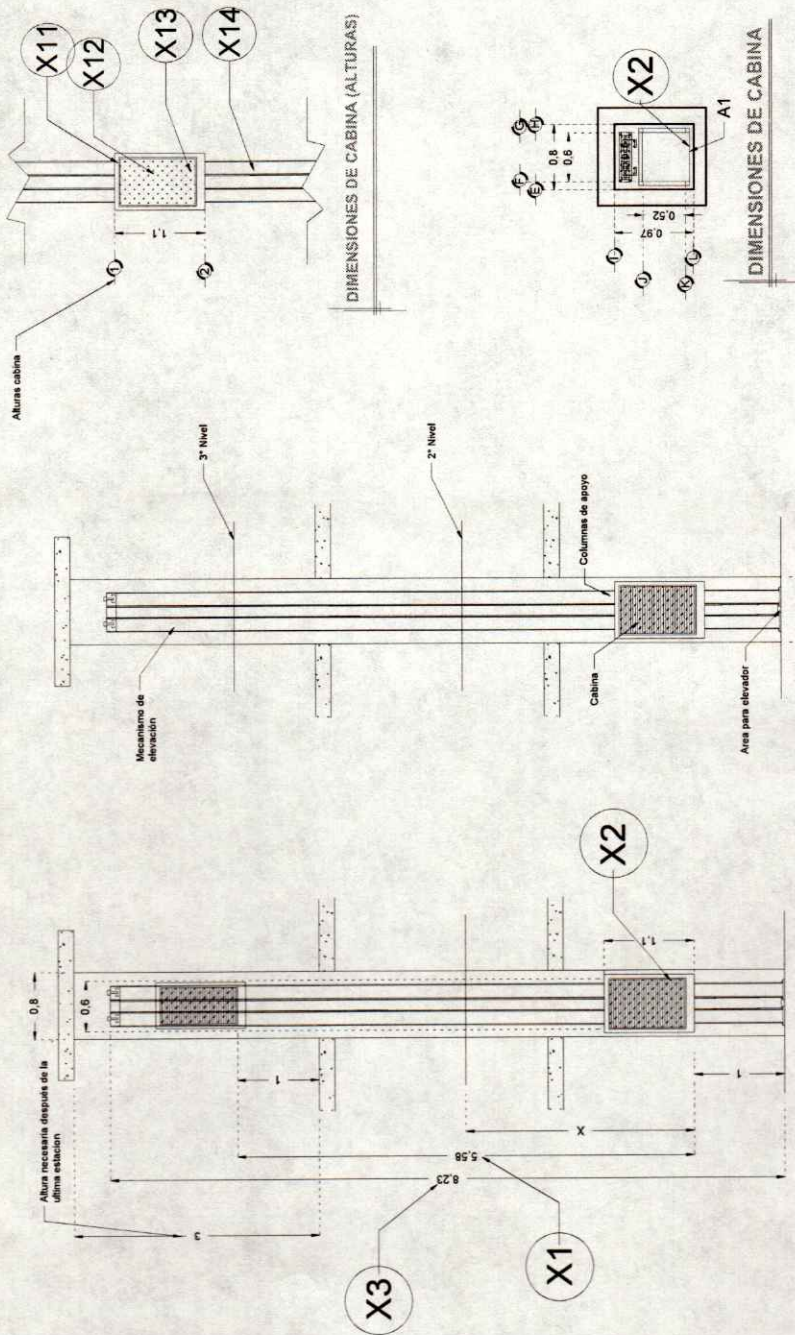 X11
X12
X13
X14
Alturas cabina
1
2
1,1
DIMENSIONES DE CABINA (ALTURAS)
X2
A1
G
H
F
E
0,8
0,6
0,97
0,52
I
J
K
L
DIMENSIONES DE CABINA
3° Nivel
2° Nivel
Mecanismo de
elevación
Columnas de apoyo
Cabina
Area para elevador
X2
0,8
0,6
1,1
1
1
X
5,58
8,23
3
Altura necesaria después de la
ultima estacion
X3
X1